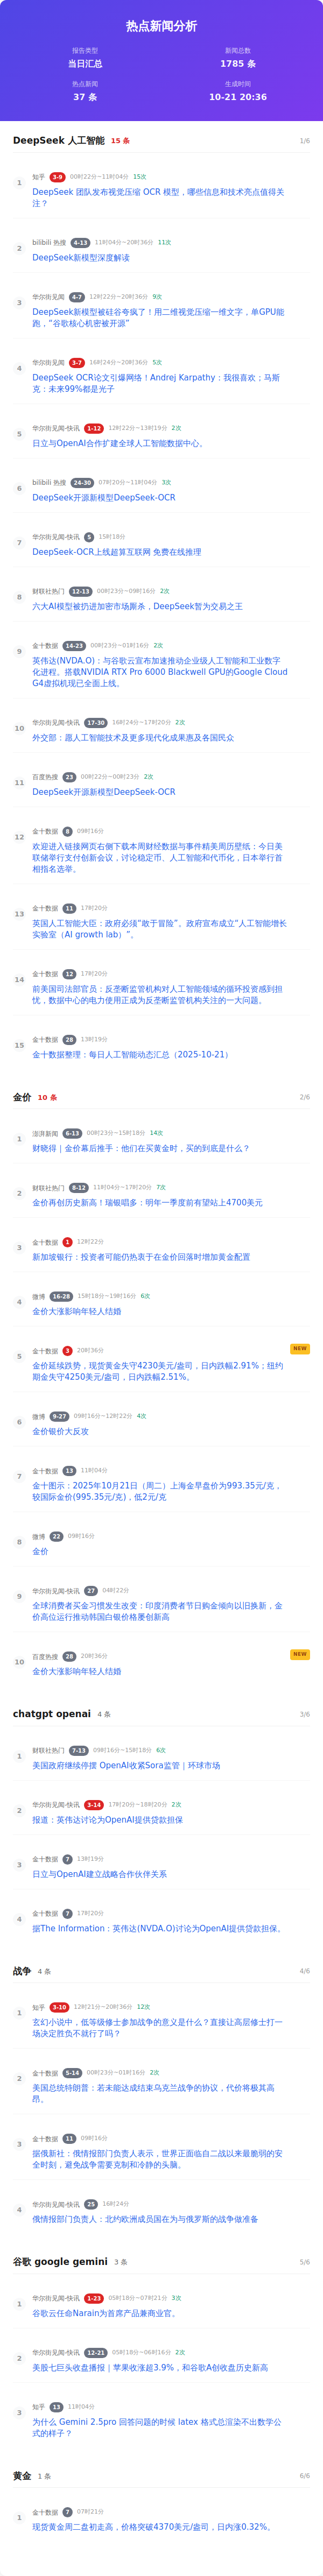 热点新闻分析
报告类型
新闻总数
当日汇总
1785 条
热点新闻
生成时间
37 条
10-21 20:36
DeepSeek 人工智能 15 条 1/6
1
知乎 3-9 00时22分~11时04分 15次
DeepSeek 团队发布视觉压缩 OCR 模型，哪些信息和技术亮点值得关
注？
2
bilibili 热搜 4-13 11时04分~20时36分 11次
DeepSeek新模型深度解读
3
华尔街见闻 4-7 12时22分~20时36分 9次
DeepSeek新模型被硅谷夸疯了！用二维视觉压缩一维文字，单GPU能
跑，“谷歌核心机密被开源”
4
华尔街见闻 3-7 16时24分~20时36分 5次
DeepSeek OCR论文引爆网络！Andrej Karpathy：我很喜欢；马斯
克：未来99%都是光子
5
华尔街见闻-快讯 1-12 12时22分~13时19分 2次
日立与OpenAI合作扩建全球人工智能数据中心。
6
bilibili 热搜 24-30 07时20分~11时04分 3次
DeepSeek开源新模型DeepSeek-OCR
7
华尔街见闻-快讯 5 15时18分
DeepSeek-OCR上线超算互联网 免费在线推理
8
财联社热门 12-13 00时23分~09时16分 2次
六大AI模型被扔进加密市场厮杀，DeepSeek暂为交易之王
9
金十数据 14-23 00时23分~01时16分 2次
英伟达(NVDA.O)：与谷歌云宣布加速推动企业级人工智能和工业数字
化进程。搭载NVIDIA RTX Pro 6000 Blackwell GPU的Google Cloud
G4虚拟机现已全面上线。
10
华尔街见闻-快讯 17-30 16时24分~17时20分 2次
外交部：愿人工智能技术及更多现代化成果惠及各国民众
11
百度热搜 23 00时22分~00时23分 2次
DeepSeek开源新模型DeepSeek-OCR
12
金十数据 8 09时16分
欢迎进入链接网页右侧下载本周财经数据与事件精美周历壁纸：今日美
联储举行支付创新会议，讨论稳定币、人工智能和代币化，日本举行首
相指名选举。
13
金十数据 11 17时20分
英国人工智能大臣：政府必须“敢于冒险”。政府宣布成立“人工智能增长
实验室（AI growth lab）”。
14
金十数据 12 17时20分
前美国司法部官员：反垄断监管机构对人工智能领域的循环投资感到担
忧，数据中心的电力使用正成为反垄断监管机构关注的一大问题。
15
金十数据 28 13时19分
金十数据整理：每日人工智能动态汇总（2025-10-21）
金价 10 条 2/6
1
澎湃新闻 6-13 00时23分~15时18分 14次
财晓得｜金价幕后推手：他们在买黄金时，买的到底是什么？
2
财联社热门 8-12 11时04分~17时20分 7次
金价再创历史新高！瑞银唱多：明年一季度前有望站上4700美元
3
金十数据 1 12时22分
新加坡银行：投资者可能仍热衷于在金价回落时增加黄金配置
4
微博 16-28 15时18分~19时16分 6次
金价大涨影响年轻人结婚
5
金十数据 3 20时36分
NEW
金价延续跌势，现货黄金失守4230美元/盎司，日内跌幅2.91%；纽约
期金失守4250美元/盎司，日内跌幅2.51%。
6
微博 9-27 09时16分~12时22分 4次
金价银价大反攻
7
金十数据 13 11时04分
金十图示：2025年10月21日（周二）上海金早盘价为993.35元/克，
较国际金价(995.35元/克)，低2元/克
8
微博 22 09时16分
金价
9
华尔街见闻-快讯 27 04时22分
全球消费者买金习惯发生改变：印度消费者节日购金倾向以旧换新，金
价高位运行推动韩国白银价格屡创新高
10
百度热搜 28 20时36分
NEW
金价大涨影响年轻人结婚
chatgpt openai 4 条 3/6
1
财联社热门 7-13 09时16分~15时18分 6次
美国政府继续停摆 OpenAI收紧Sora监管｜环球市场
2
华尔街见闻-快讯 3-14 17时20分~18时20分 2次
报道：英伟达讨论为OpenAI提供贷款担保
3
金十数据 7 13时19分
日立与OpenAI建立战略合作伙伴关系
4
金十数据 7 17时20分
据The Information：英伟达(NVDA.O)讨论为OpenAI提供贷款担保。
战争 4 条 4/6
1
知乎 3-10 12时21分~20时36分 12次
玄幻小说中，低等级修士参加战争的意义是什么？直接让高层修士打一
场决定胜负不就行了吗？
2
金十数据 5-14 00时23分~01时16分 2次
美国总统特朗普：若未能达成结束乌克兰战争的协议，代价将极其高
昂。
3
金十数据 11 09时16分
据俄新社：俄情报部门负责人表示，世界正面临自二战以来最脆弱的安
全时刻，避免战争需要克制和冷静的头脑。
4
华尔街见闻-快讯 25 16时24分
俄情报部门负责人：北约欧洲成员国在为与俄罗斯的战争做准备
谷歌 google gemini 3 条 5/6
1
华尔街见闻-快讯 1-23 05时18分~07时21分 3次
谷歌云任命Narain为首席产品兼商业官。
2
华尔街见闻-快讯 12-21 05时18分~06时16分 2次
美股七巨头收盘播报｜苹果收涨超3.9%，和谷歌A创收盘历史新高
3
知乎 13 11时04分
为什么 Gemini 2.5pro 回答问题的时候 latex 格式总渲染不出数学公
式的样子？
黄金 1 条 6/6
1
金十数据 7 07时21分
现货黄金周二盘初走高，价格突破4370美元/盎司，日内涨0.32%。